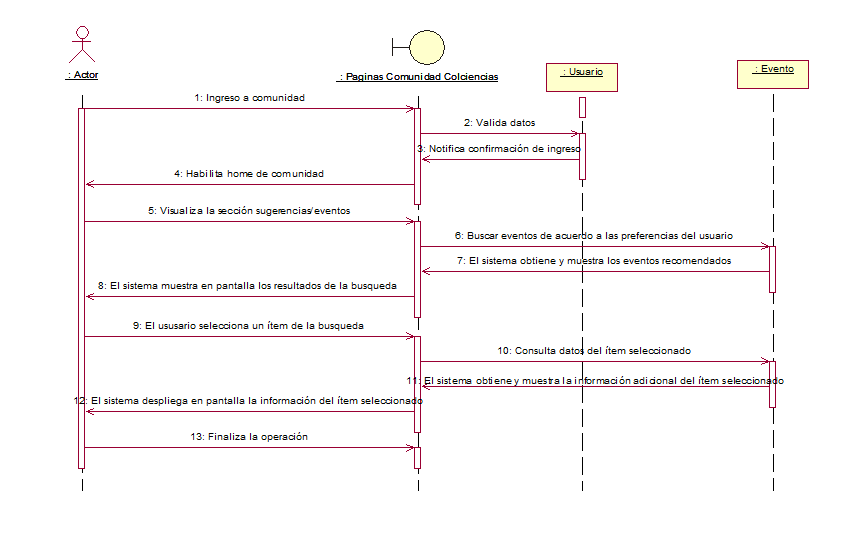 : Actor
: Paginas Comunidad Colciencias
: Usuario
: Evento
1: Ingreso a comunidad
2: Valida datos
3: Notifica confirmación de ingreso
4: Habilita home de comunidad
5: Visualiza la sección sugerencias/eventos
6: Buscar eventos de acuerdo a las preferencias del usuario
7: El sistema obtiene y muestra los eventos recomendados
8: El sistema muestra en pantalla los resultados de la busqueda
9: El ususario selecciona un ítem de la busqueda
10: Consulta datos del ítem seleccionado
11: El sistema obtiene y muestra la información adicional del ítem seleccionado
12: El sistema despliega en pantalla la información del ítem seleccionado
13: Finaliza la operación